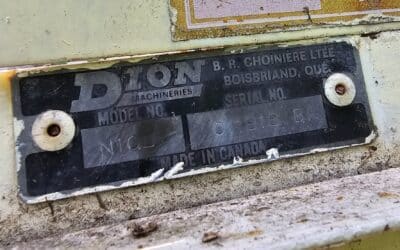 DION
MACHINERIES
B. R. CHOINIERE LTEE
BOISBRIAND, QUE.
MODEL NO.
SERIAL NO.
MADE IN CANADA